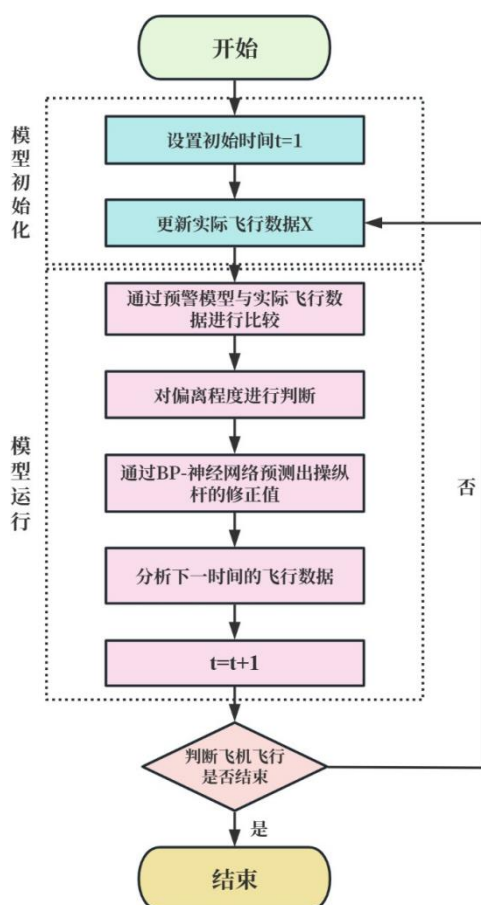 开始
模型初始化
设置初始时间t=1
更新实际飞行数据X
模型运行
通过预警模型与实际飞行数
据进行比较
对偏离程度进行判断
通过BP-神经网络预测出操纵
杆的修正值
分析下一时间的飞行数据
t=t+1
否
判断飞机飞行
是否结束
是
结束